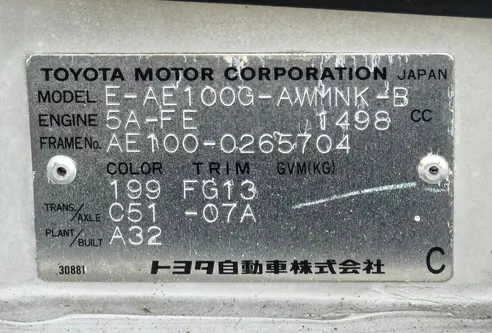 TOYOTA MOTOR CORPORATION JAPAN
MODEL E-AE100G-AWMNK-B
ENGINE 5A-FE 1498 CC
FRAME No. AE100-0265704
COLOR TRIM GVM(KG)
199 FG13
TRANS./AXLE C51 -07A
PLANT/BUILT A32
30881 トヨタ自動車株式会社 C